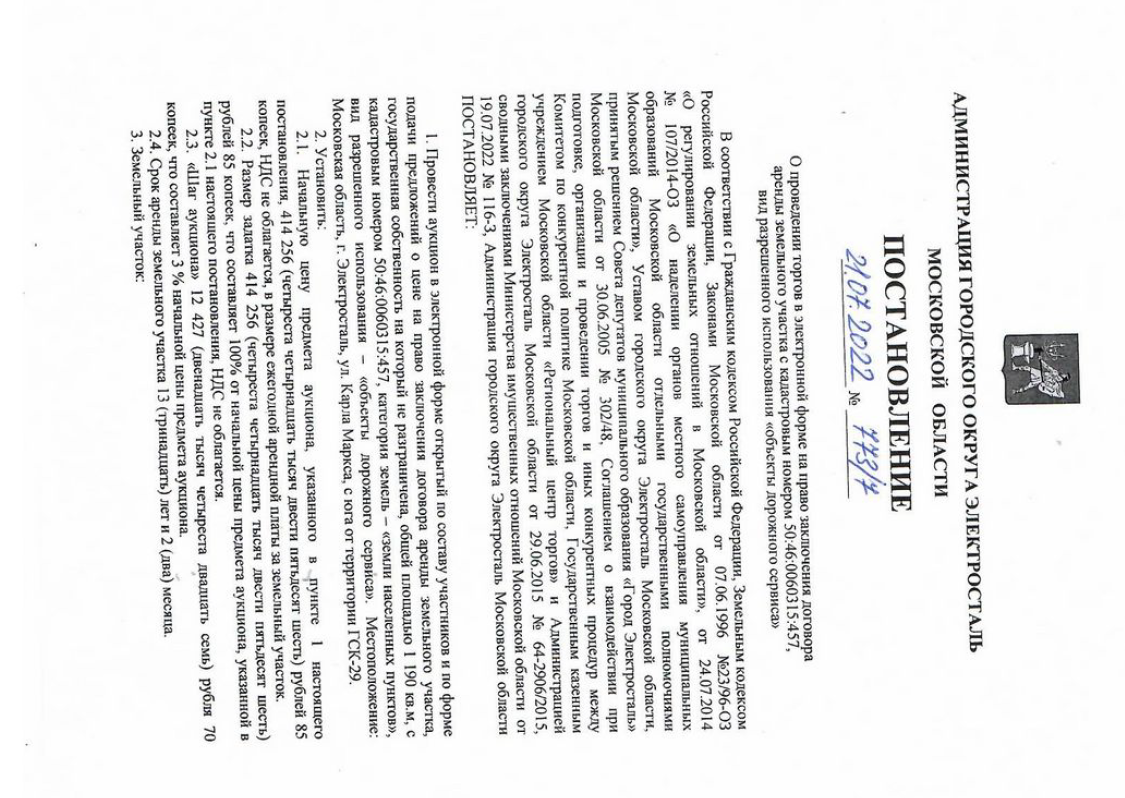 АДМИНИСТРАЦИЯ ГОРОДСКОГО ОКРУГА ЭЛЕКТРОСТАЛЬ
МОСКОВСКОЙ ОБЛАСТИ
ПОСТАНОВЛЕНИЕ
21.07.2022 № 773/7
О проведении торгов в электронной форме на право заключения договора
аренды земельного участка с кадастровым номером 50:46:0060315:457,
вид разрешенного использования «объекты дорожного сервиса»
В соответствии с Гражданским кодексом Российской Федерации, Земельным кодексом
Российской Федерации, Законами Московской области от 07.06.1996 №23/96-ОЗ
«О регулировании земельных отношений в Московской области», от 24.07.2014
№ 107/2014-ОЗ «О наделении органов местного самоуправления муниципальных
образований Московской области отдельными государственными полномочиями
Московской области», Уставом городского округа Электросталь Московской области,
принятым решением Совета депутатов муниципального образования «Город Электросталь»
Московской области от 30.06.2005 № 302/48, Соглашением о взаимодействии при
подготовке, организации и проведении торгов и иных конкурентных процедур между
Комитетом по конкурентной политике Московской области, Государственным казенным
учреждением Московской области «Региональный центр торгов» и Администрацией
городского округа Электросталь Московской области от 29.06.2015 № 64-2906/2015,
сводными заключениями Министерства имущественных отношений Московской области от
19.07.2022 № 116-З, Администрация городского округа Электросталь Московской области
ПОСТАНОВЛЯЕТ:
1. Провести аукцион в электронной форме открытый по составу участников и по форме
подачи предложений о цене на право заключения договора аренды земельного участка,
государственная собственность на который не разграничена, общей площадью 1 190 кв.м, с
кадастровым номером 50:46:0060315:457, категория земель – «земли населенных пунктов»,
вид разрешенного использования – «объекты дорожного сервиса». Местоположение:
Московская область, г. Электросталь, ул. Карла Маркса, с юга от территории ГСК-29.
2. Установить:
2.1. Начальную цену предмета аукциона, указанного в пункте 1 настоящего
постановления, 414 256 (четыреста четырнадцать тысяч двести пятьдесят шесть) рублей 85
копеек, НДС не облагается, в размере ежегодной арендной платы за земельный участок.
2.2. Размер задатка 414 256 (четыреста четырнадцать тысяч двести пятьдесят шесть)
рублей 85 копеек, что составляет 100% от начальной цены предмета аукциона, указанной в
пункте 2.1 настоящего постановления, НДС не облагается.
2.3. «Шаг аукциона» 12 427 (двенадцать тысяч четыреста двадцать семь) рубля 70
копеек, что составляет 3 % начальной цены предмета аукциона.
2.4. Срок аренды земельного участка 13 (тринадцать) лет и 2 (два) месяца.
3. Земельный участок: